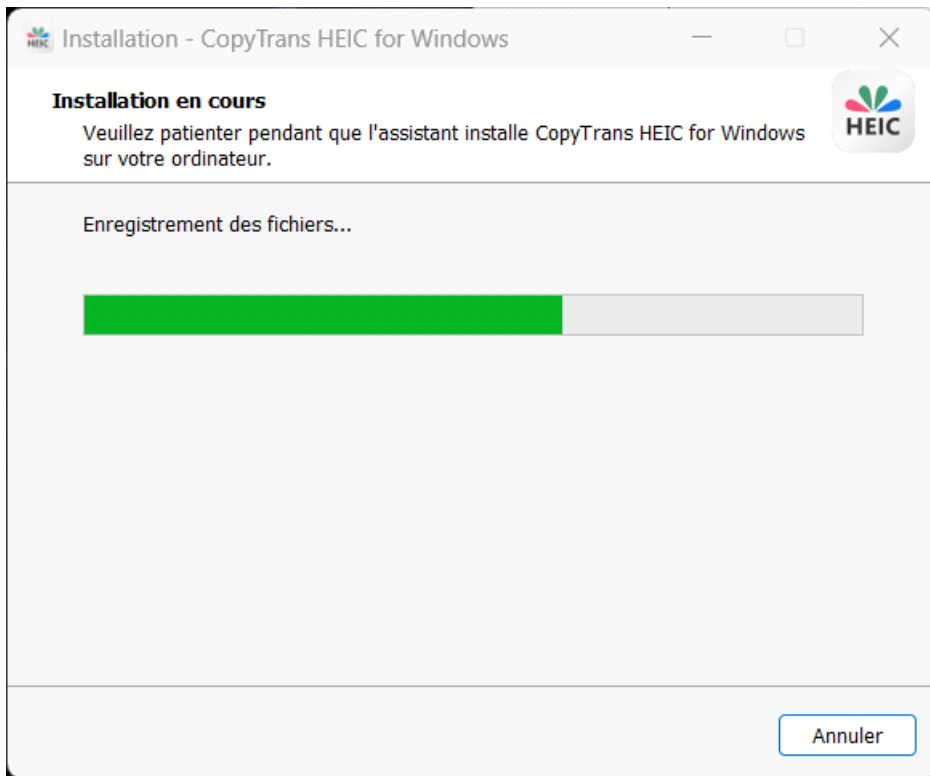 HEIC Installation - CopyTrans HEIC for Windows
Installation en cours
Veuillez patienter pendant que l'assistant installe CopyTrans HEIC for Windows
sur votre ordinateur.
HEIC
Enregistrement des fichiers...
Annuler